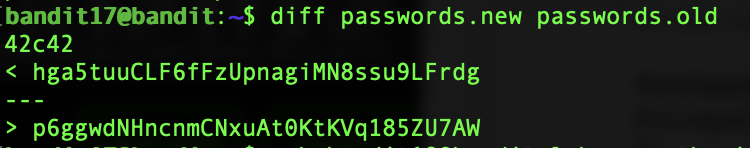 bandit17@bandit:~$ diff passwords.new passwords.old
42c42
< hga5tuuCLF6fFzUpnagiMN8ssu9LFrdg
---
> p6ggwdNHncnmCNxuAt0KtKVq185ZU7AW